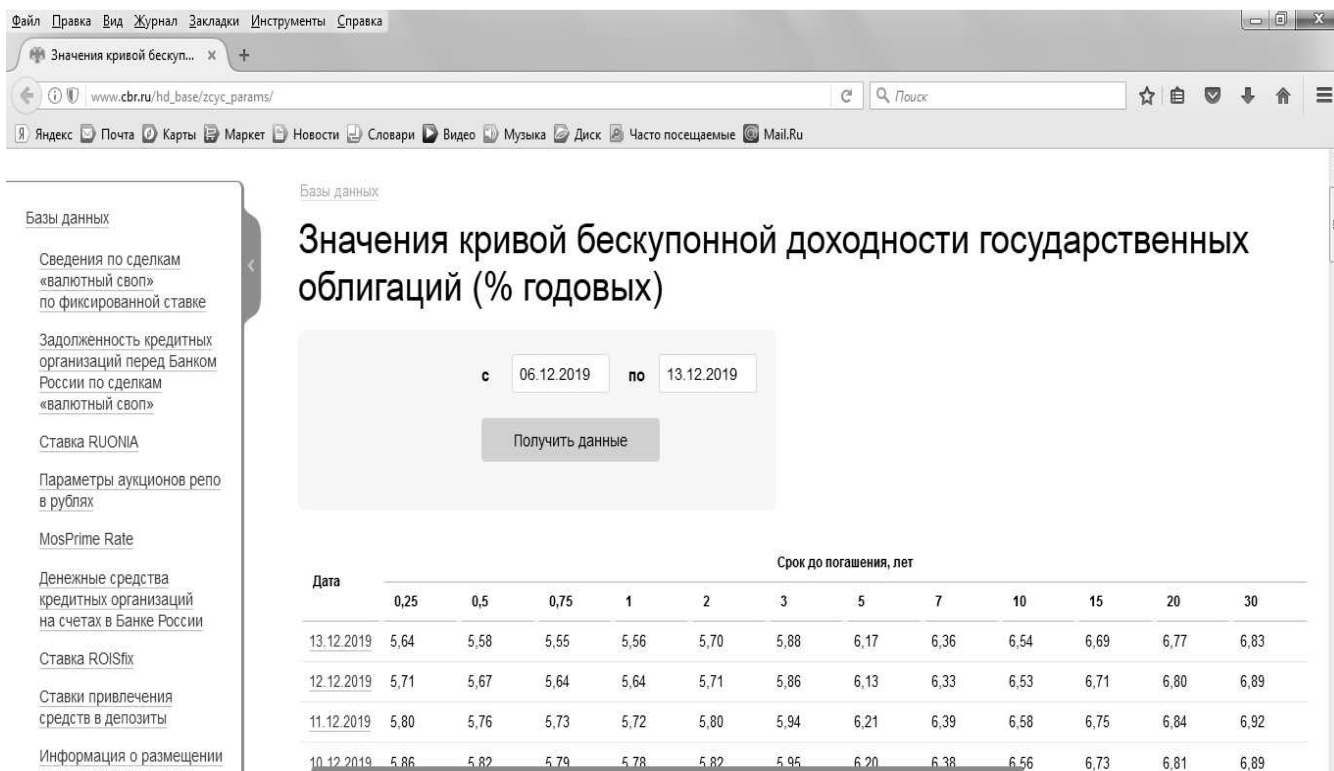 Файл Правка Вид Журнал Закладки Инструменты Справка
Значения кривой бескуп... × +
www.cbr.ru/hd_base/zcyc_params/
Поиск
Яндекс Почта Карты Маркет Новости Словари Видео Музыка Диск Часто посещаемые Mail.Ru
Базы данных
Сведения по сделкам
«валютный своп»
по фиксированной ставке
Задолженность кредитных
организаций перед Банком
России по сделкам
«валютный своп»
Ставка RUONIA
Параметры аукционов репо
в рублях
MosPrime Rate
Денежные средства
кредитных организаций
на счетах в Банке России
Ставка ROISfix
Ставки привлечения
средств в депозиты
Информация о размещении
Базы данных
Значения кривой бескупонной доходности государственных
облигаций (% годовых)
с 06.12.2019 по 13.12.2019
Получить данные
Срок до погашения, лет
Дата
0,25 0,5 0,75 1 2 3 5 7 10 15 20 30
13.12.2019 5,64 5,58 5,55 5,56 5,70 5,88 6,17 6,36 6,54 6,69 6,77 6,83
12.12.2019 5,71 5,67 5,64 5,64 5,71 5,86 6,13 6,33 6,53 6,71 6,80 6,89
11.12.2019 5,80 5,76 5,73 5,72 5,80 5,94 6,21 6,39 6,58 6,75 6,84 6,92
10.12.2019 5,86 5,82 5,79 5,78 5,82 5,95 6,20 6,38 6,56 6,73 6,81 6,89